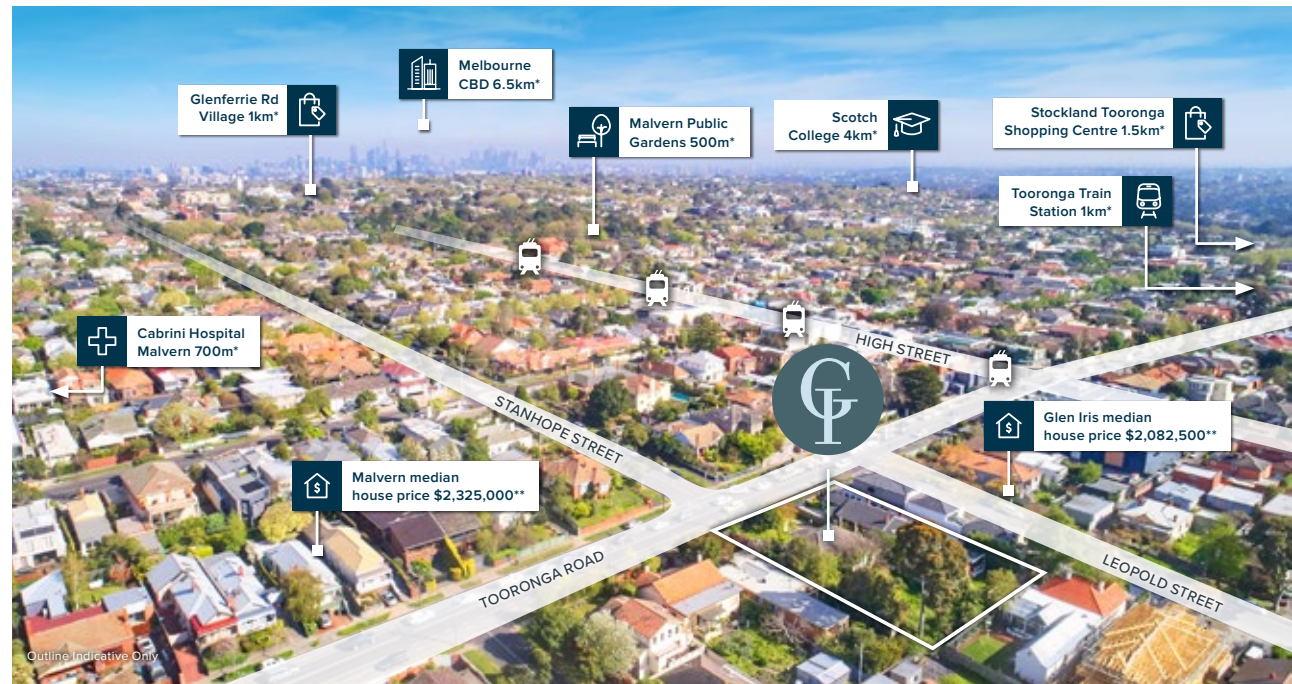 Melbourne
CBD 6.5km*
Glenferrie Rd
Village 1km*
Malvern Public
Gardens 500m*
Scotch
College 4km*
Stockland Tooronga
Shopping Centre 1.5km*
Tooronga Train
Station 1km*
Cabrini Hospital
Malvern 700m*
HIGH STREET
GI
STANHOPE STREET
Glen Iris median
house price $2,082,500**
Malvern median
house price $2,325,000**
TOORONGA ROAD
LEOPOLD STREET
Outline Indicative Only